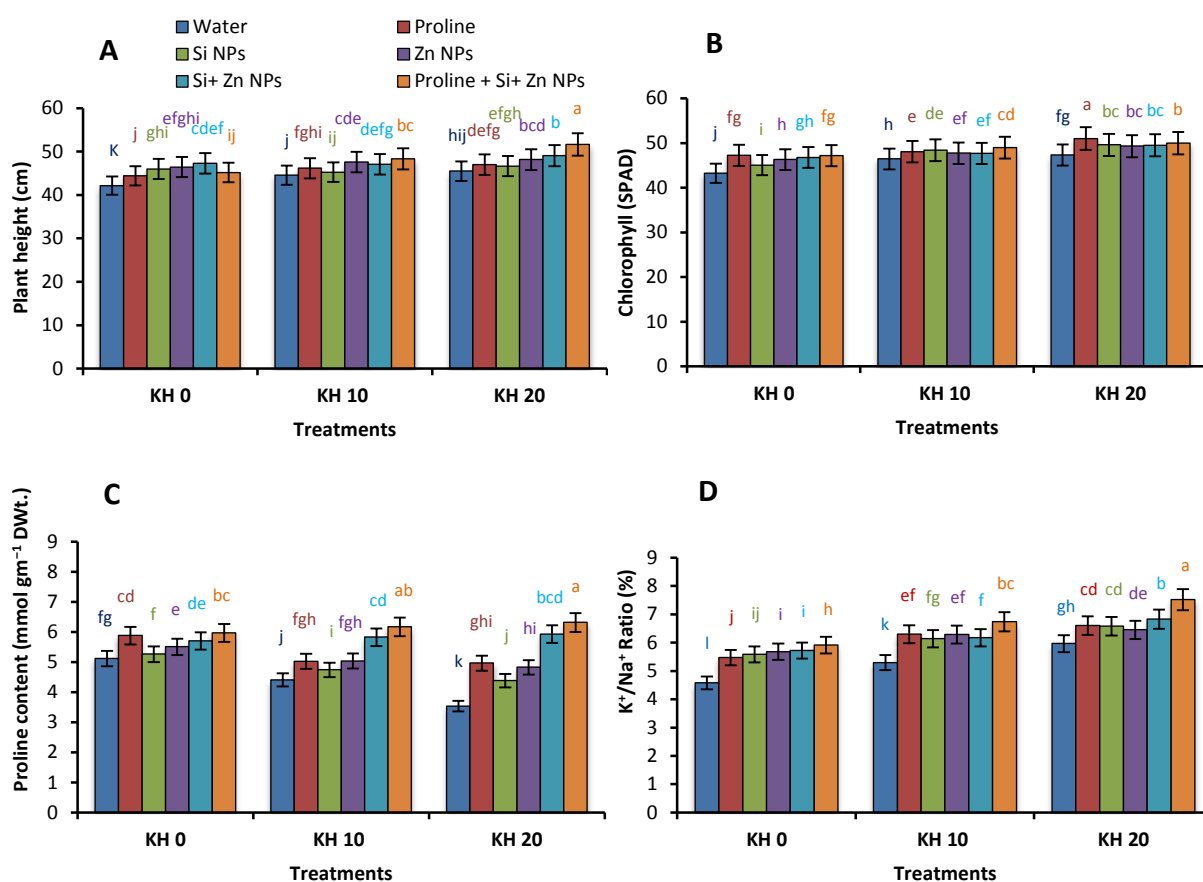 Water Proline
Si NPs Zn NPs
Si+ Zn NPs Proline + Si+ Zn NPs
A
Plant height (cm)
60
50
40
30
20
10
0
K j ghi efghi cdef ij
j fghi ij cde defg bc
hij defg efgh bcd b a
KH 0 KH 10 KH 20
Treatments
B
Chlorophyll (SPAD)
60
50
40
30
20
10
0
j fg i h gh fg
h e de ef ef cd
fg a bc bc bc b
KH 0 KH 10 KH 20
Treatments
C
Proline content (mmol gm⁻¹ DWt.)
9
8
7
6
5
4
3
2
1
0
fg cd f e de bc
j fgh i fgh cd ab
k ghi j hi bcd a
KH 0 KH 10 KH 20
Treatments
D
K⁺/Na⁺ Ratio (%)
9
8
7
6
5
4
3
2
1
0
l j ij i i h
k ef fg ef f bc
gh cd cd de b a
KH 0 KH 10 KH 20
Treatments